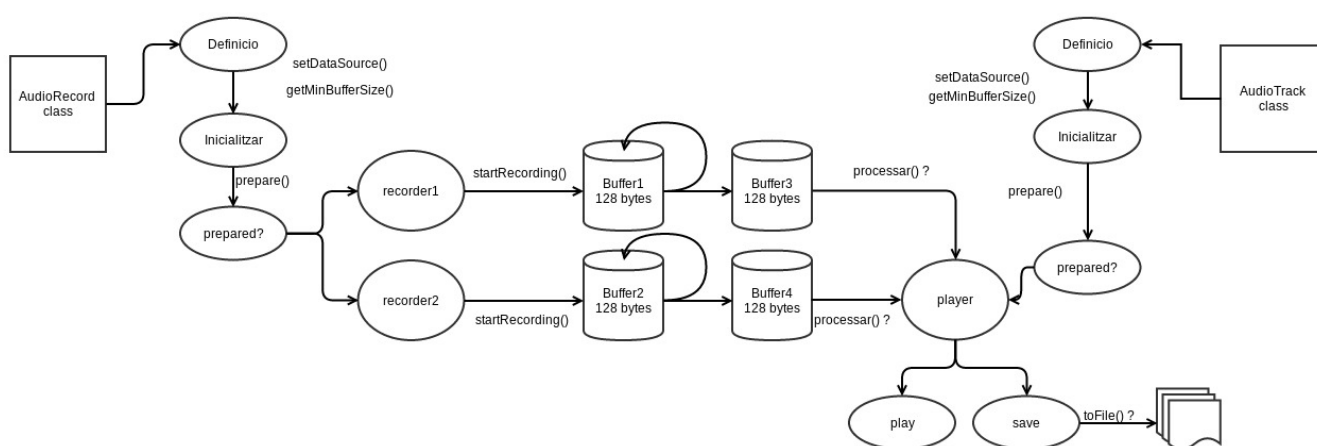 AudioRecord
class
Definicio
setDataSource()
getMinBufferSize()
Inicialitzar
prepare()
prepared?
recorder1
startRecording()
Buffer1
128 bytes
Buffer3
128 bytes
processar() ?
recorder2
startRecording()
Buffer2
128 bytes
Buffer4
128 bytes
processar() ?
Definicio
AudioTrack
class
setDataSource()
getMinBufferSize()
Inicialitzar
prepare()
prepared?
player
play
save
toFile() ?